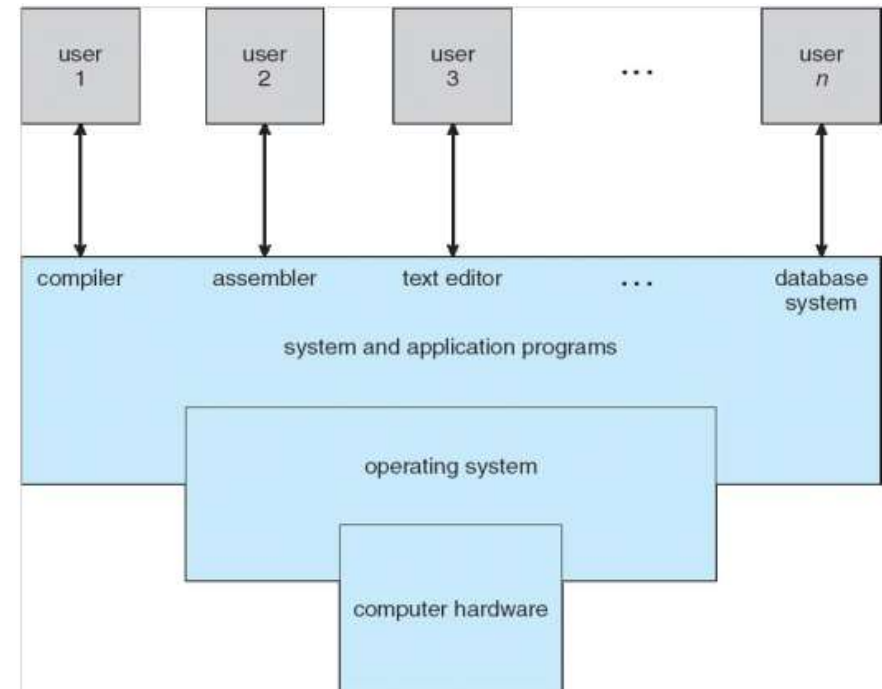 user
1
user
2
user
3
...
user
n
compiler
assembler
text editor
...
database
system
system and application programs
operating system
computer hardware